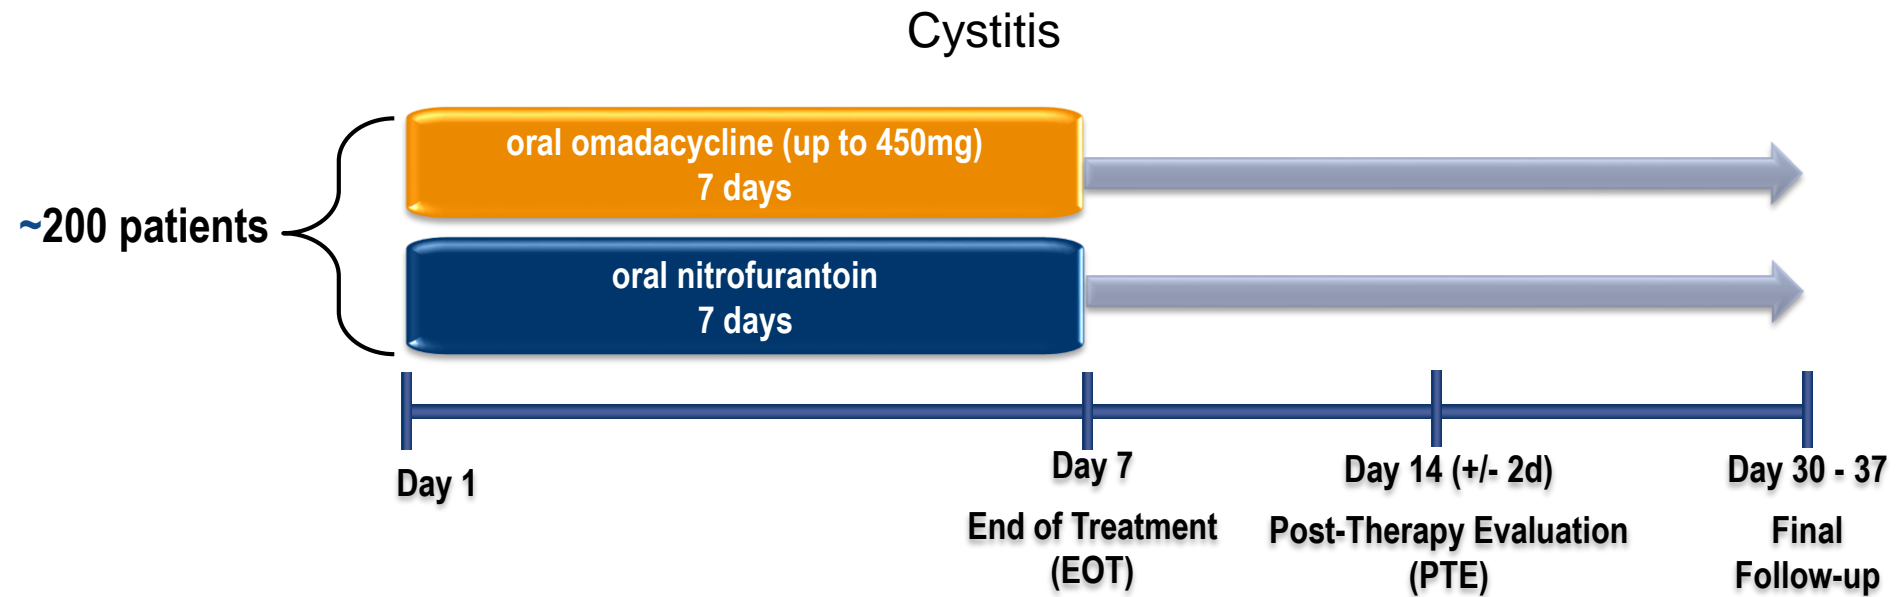 Cystitis
oral omadacycline (up to 450mg)
7 days
~200 patients
oral nitrofurantoin
7 days
Day 1
Day 7
End of Treatment
(EOT)
Day 14 (+/- 2d)
Post-Therapy Evaluation
(PTE)
Day 30 - 37
Final
Follow-up